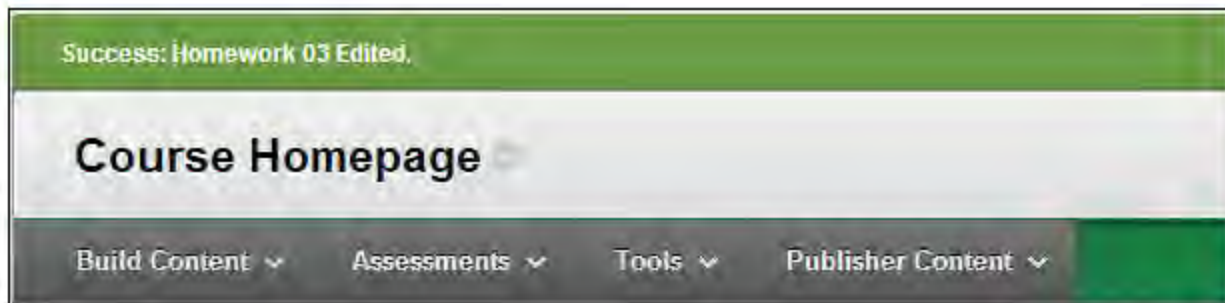 Success: Homework 03 Edited.
Course Homepage
Build Content Assessments Tools Publisher Content